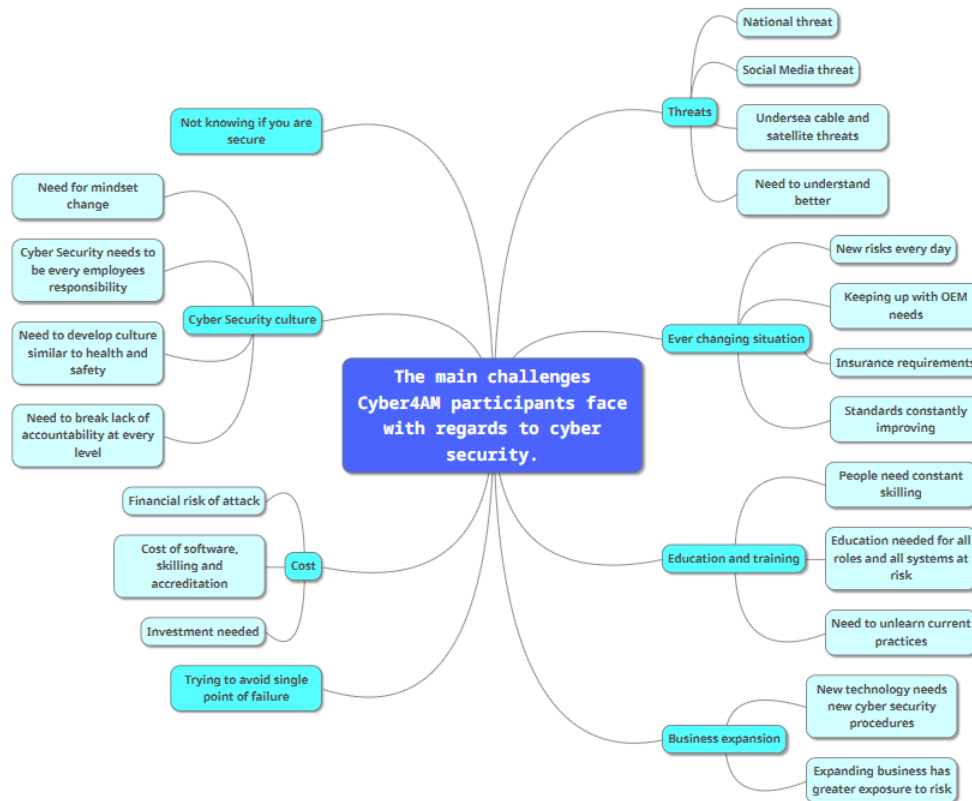 The main challenges
Cyber4AM participants face
with regards to cyber
security.
Threats
National threat
Social Media threat
Undersea cable and
satellite threats
Need to understand
better
Ever changing situation
New risks every day
Keeping up with OEM
needs
Insurance requirements
Standards constantly
improving
Education and training
People need constant
skilling
Education needed for all
roles and all systems at
risk
Need to unlearn current
practices
Business expansion
New technology needs
new cyber security
procedures
Expanding business has
greater exposure to risk
Not knowing if you are
secure
Cyber Security culture
Need for mindset
change
Cyber Security needs to
be every employees
responsibility
Need to develop culture
similar to health and
safety
Need to break lack of
accountability at every
level
Cost
Financial risk of attack
Cost of software,
skilling and
accreditation
Investment needed
Trying to avoid single
point of failure